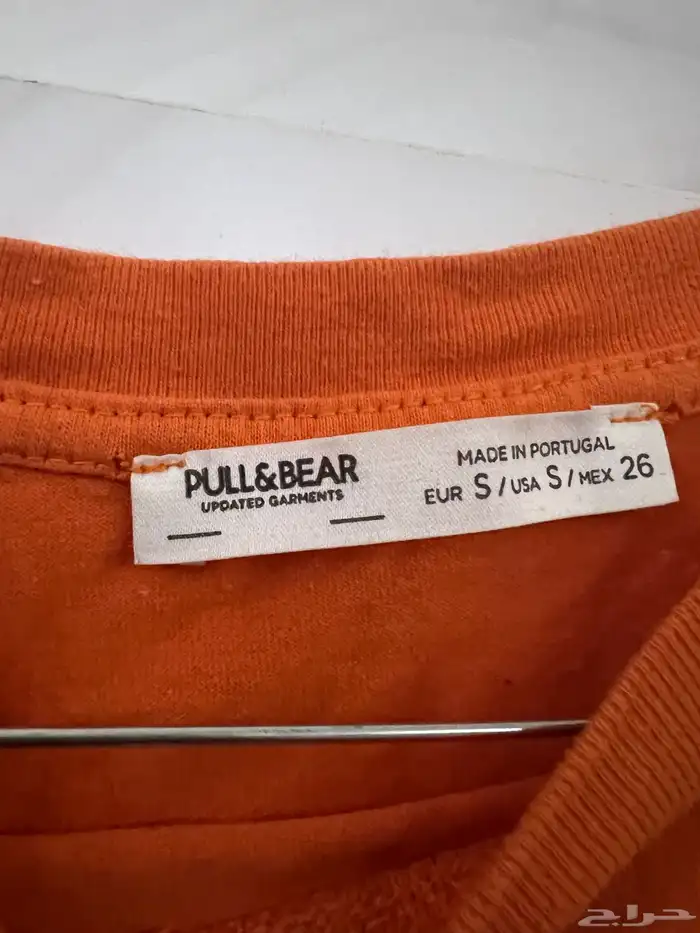 PULL&BEAR
UPDATED GARMENTS
MADE IN PORTUGAL
EUR S / USA S / MEX 26
حراج